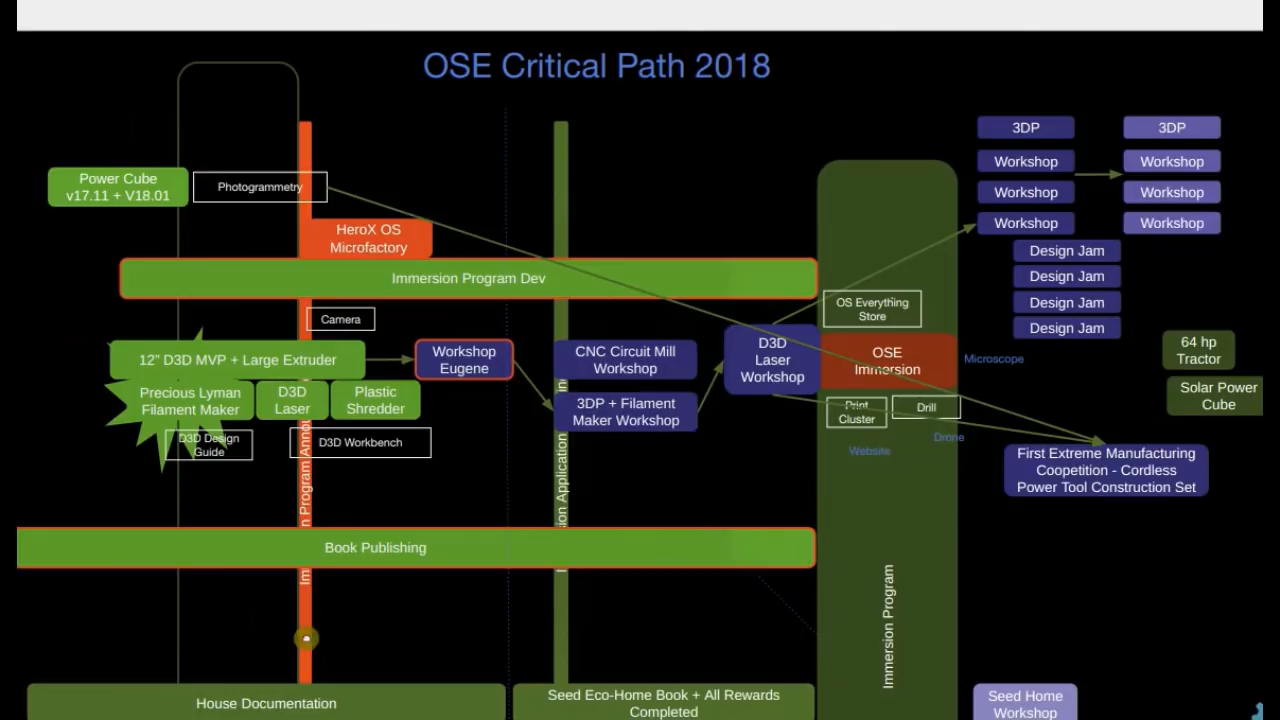 OSE Critical Path 2018
3DP
3DP
Power Cube
v17.11 + V18.01
Photogrammetry
Workshop
Workshop
Workshop
Workshop
Workshop
Workshop
HeroX OS
Microfactory
Design Jam
Design Jam
Design Jam
Design Jam
Immersion Program Dev
OS Everything
Store
Camera
12" D3D MVP + Large Extruder
Workshop
Eugene
CNC Circuit Mill
Workshop
D3D
Laser
Workshop
OSE
Immersion
Microscope
64 hp
Tractor
Precious Lyman
Filament Maker
D3D
Laser
Plastic
Shredder
3DP + Filament
Maker Workshop
Print
Cluster
Drill
Solar Power
Cube
D3D Design
Guide
D3D Workbench
Website
Drone
First Extreme Manufacturing
Coopetition - Cordless
Power Tool Construction Set
Program
Application
Book Publishing
Immersion Program
House Documentation
Seed Eco-Home Book + All Rewards
Completed
Seed Home
Workshop